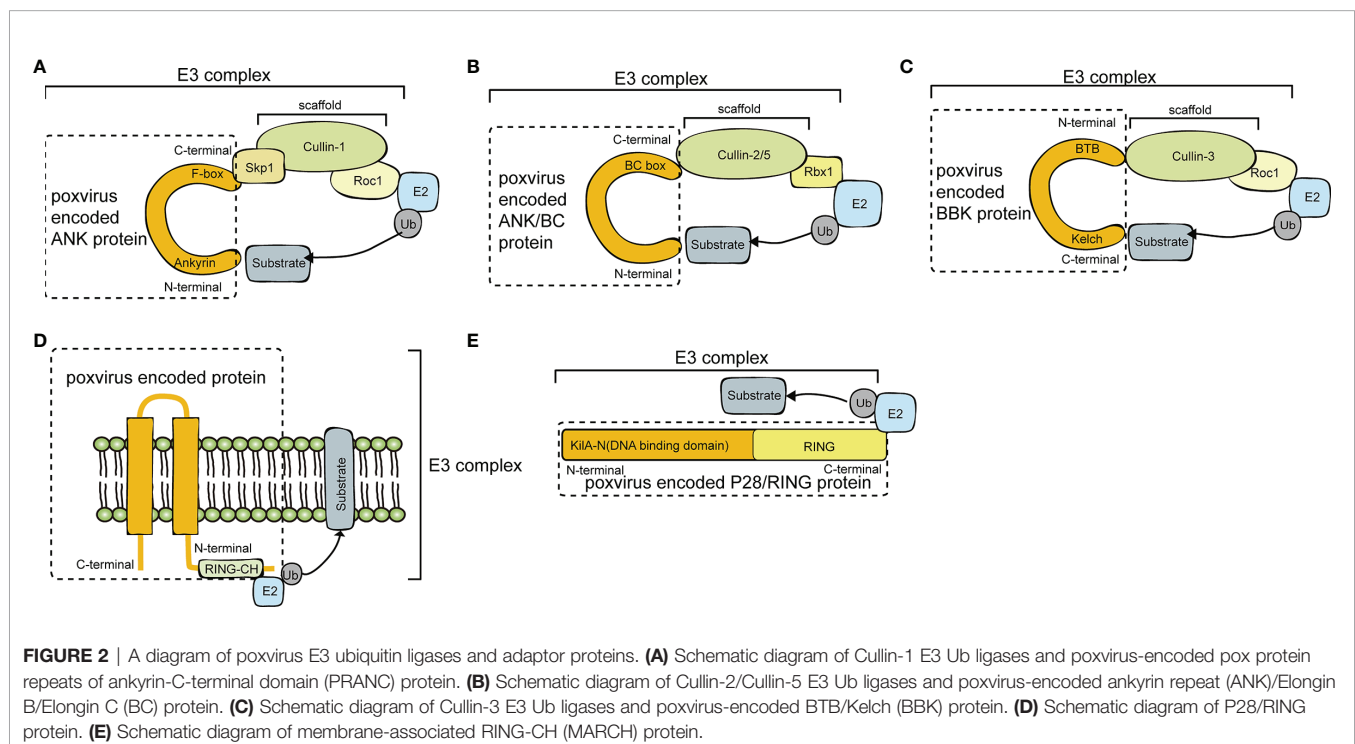 A
E3 complex
scaffold
C-terminal
Cullin-1
Skp1
F-box
Roc1
E2
poxvirus
encoded
ANK protein
Ub
Ankyrin
Substrate
N-terminal
B
E3 complex
scaffold
C-terminal
Cullin-2/5
BC box
Rbx1
E2
poxvirus
encoded
ANK/BC
protein
Ub
Substrate
N-terminal
C
E3 complex
N-terminal
scaffold
BTB
Cullin-3
Roc1
E2
poxvirus
encoded
BBK protein
Ub
Kelch
Substrate
C-terminal
D
poxvirus encoded protein
Substrate
E3 complex
N-terminal
C-terminal
RING-CH
Ub
E2
E
E3 complex
Substrate
Ub
E2
KilA-N(DNA binding domain)
RING
N-terminal
C-terminal
poxvirus encoded P28/RING protein
FIGURE 2 | A diagram of poxvirus E3 ubiquitin ligases and adaptor proteins. (A) Schematic diagram of Cullin-1 E3 Ub ligases and poxvirus-encoded pox protein
repeats of ankyrin-C-terminal domain (PRANC) protein. (B) Schematic diagram of Cullin-2/Cullin-5 E3 Ub ligases and poxvirus-encoded ankyrin repeat (ANK)/Elongin
B/Elongin C (BC) protein. (C) Schematic diagram of Cullin-3 E3 Ub ligases and poxvirus-encoded BTB/Kelch (BBK) protein. (D) Schematic diagram of P28/RING
protein. (E) Schematic diagram of membrane-associated RING-CH (MARCH) protein.